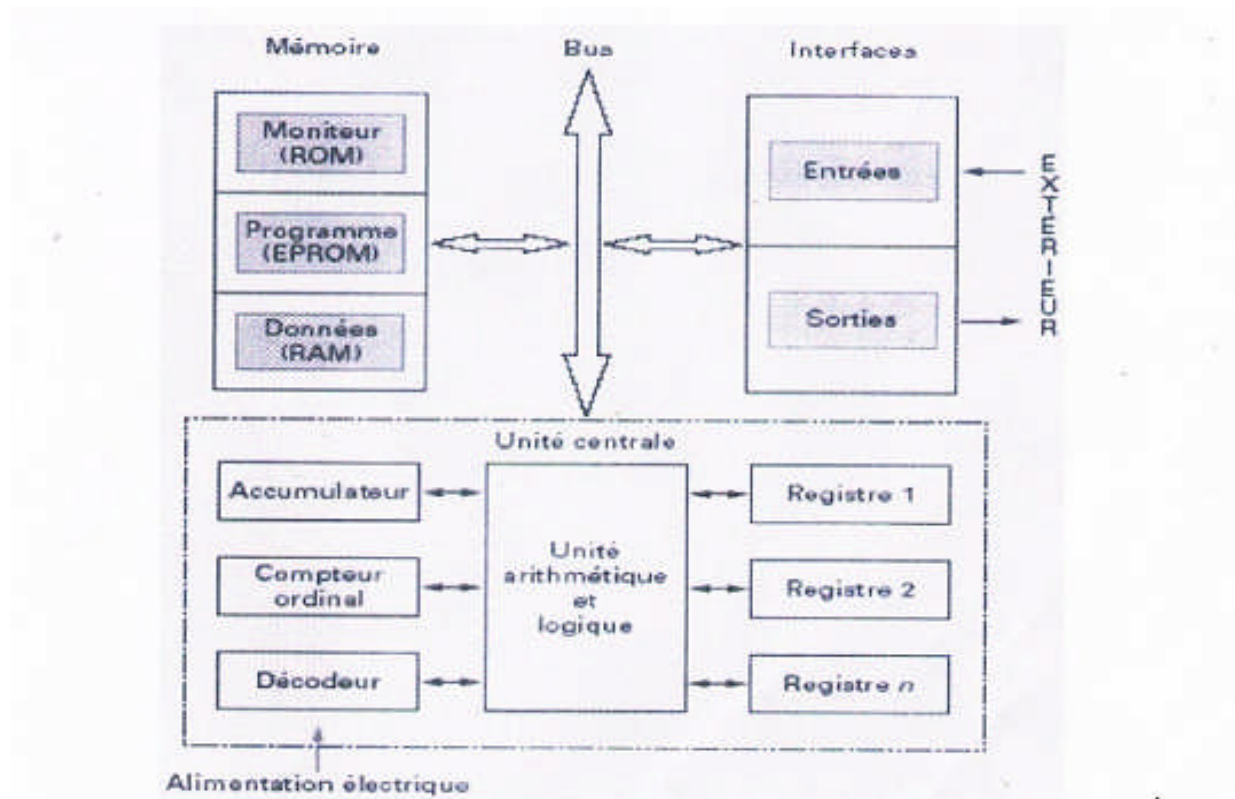 Mémoire
Bus
Interfaces
Moniteur
(ROM)
Programme
(EPROM)
Données
(RAM)
Entrées
Sorties
EXTERIEUR
Unité centrale
Accumulateur
Compteur
ordinal
Décodeur
Unité
arithmétique
et
logique
Registre 1
Registre 2
Registre n
Alimentation électrique